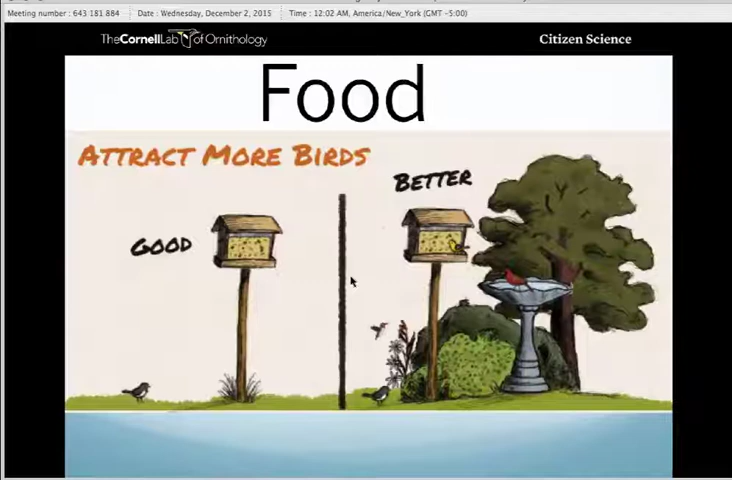 Meeting number : 643 181 884 Date : Wednesday, December 2, 2015 Time : 12:02 AM, America/New_York (GMT -5:00)
TheCornellLab of Ornithology Citizen Science
Food
ATTRACT MORE BIRDS
BETTER
GOOD